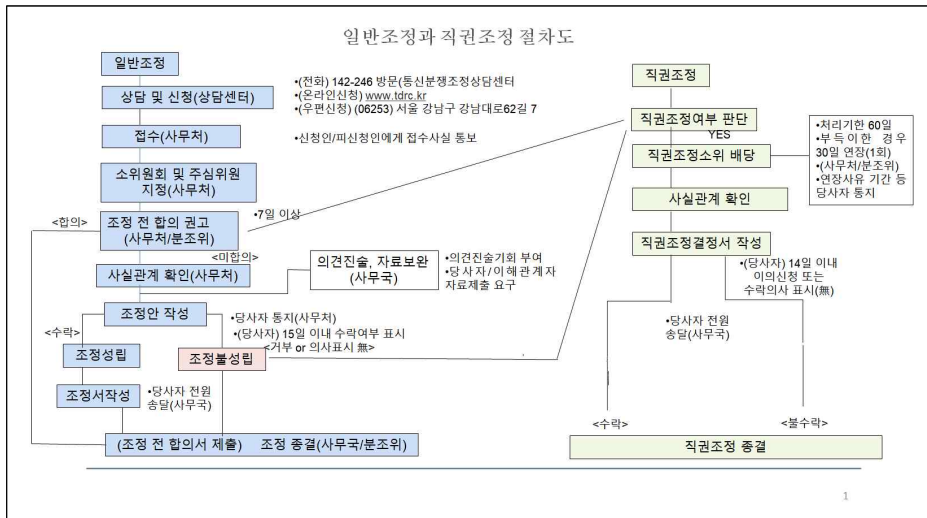 일반조정과 직권조정 절차도
일반조정
상담 및 신청(상담센터)
•(전화) 142-246 방문(통신분쟁조정상담센터
•(온라인신청) www.tdrc.kr
•(우편신청) (06253) 서울 강남구 강남대로62길 7
접수(사무처)
•신청인/피신청인에게 접수사실 통보
소위원회 및 주심위원
지정(사무처)
<합의>
조정 전 합의 권고
(사무처/분조위)
•7일 이상
<미합의>
사실관계 확인(사무처)
의견진술, 자료보완
(사무국)
•의견진술기회 부여
•당사자/이해관계자
자료제출 요구
조정안 작성
•당사자 통지(사무처)
•(당사자) 15일 이내 수락여부 표시
<거부 or 의사표시 無>
<수락>
조정성립
조정불성립
조정서작성
•당사자 전원
송달(사무국)
(조정 전 합의서 제출) 조정 종결(사무국/분조위)
직권조정
직권조정여부 판단
YES
직권조정소위 배당
•처리기한 60일
•부득이한 경우
30일 연장(1회)
•(사무처/분조위)
•연장사유 기간 등
당사자 통지
사실관계 확인
직권조정결정서 작성
•(당사자) 14일 이내
이의신청 또는
수락의사 표시(無)
•당사자 전원
송달(사무국)
<수락>
<불수락>
직권조정 종결
1